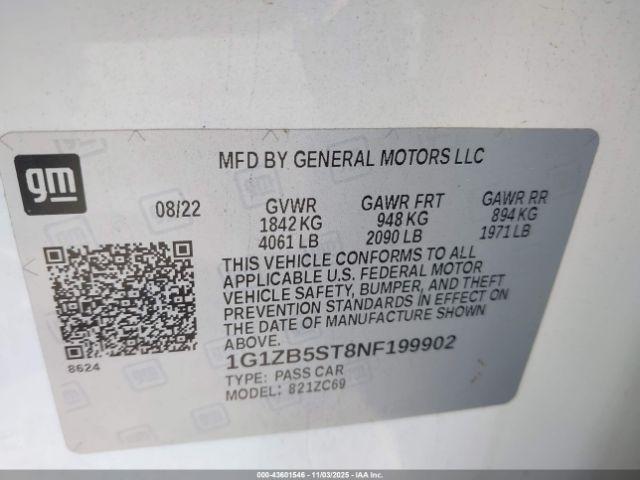 gm
MFD BY GENERAL MOTORS LLC
08/22 GVWR GAWR FRT GAWR RR
1842 KG 948 KG 894 KG
4061 LB 2090 LB 1971 LB
THIS VEHICLE CONFORMS TO ALL
APPLICABLE U.S. FEDERAL MOTOR
VEHICLE SAFETY, BUMPER, AND THEFT
PREVENTION STANDARDS IN EFFECT ON
THE DATE OF MANUFACTURE SHOWN
ABOVE.
8624
1G1ZB5ST8NF199902
TYPE: PASS CAR
MODEL: 821ZC69
000-43601546 - 11/03/2025 - IAA Inc.